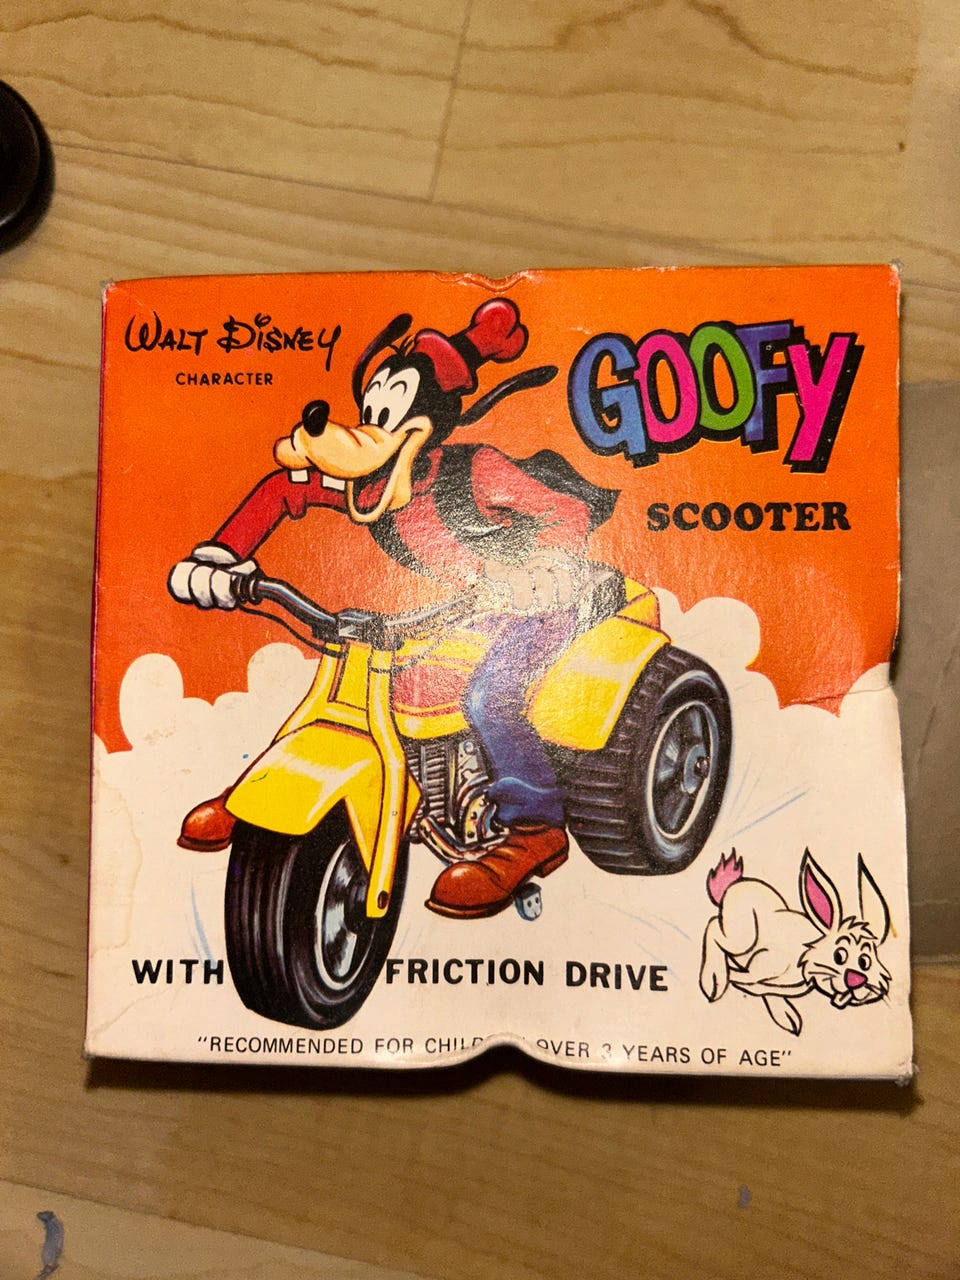 WALT DISNEY
CHARACTER
GOOFY
SCOOTER
WITH FRICTION DRIVE
"RECOMMENDED FOR OVER 3 YEARS OF AGE"